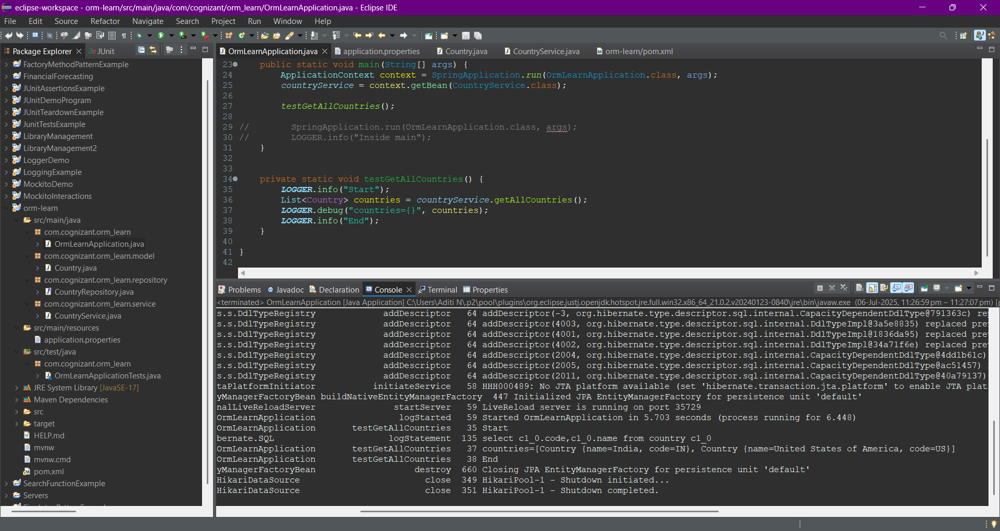 eclipse-workspace - orm-learn/src/main/java/com/cognizant/orm_learn/OrmLearnApplication.java - Eclipse IDE
File Edit Source Refactor Navigate Search Project Run Window Help
Package Explorer JUnit
FactoryMethodPatternExample
FinancialForecasting
JUnitAssertionsExample
JUnitDemoProgram
JUnitTeardownExample
JunitTestsExample
LibraryManagement
LibraryManagement2
LoggerDemo
LoggingExample
MockitoDemo
MockitoInteractions
orm-learn
src/main/java
com.cognizant.orm_learn
OrmLearnApplication.java
com.cognizant.orm_learn.model
Country.java
com.cognizant.orm_learn.repository
CountryRepository.java
com.cognizant.orm_learn.service
CountryService.java
src/main/resources
application.properties
src/test/java
com.cognizant.orm_learn
OrmLearnApplicationTests.java
JRE System Library [JavaSE-17]
Maven Dependencies
src
target
HELP.md
mvnw
mvnw.cmd
pom.xml
SearchFunctionExample
Servers
OrmLearnApplication.java application.properties Country.java CountryService.java orm-learn/pom.xml
23 public static void main(String[] args) {
24 ApplicationContext context = SpringApplication.run(OrmLearnApplication.class, args);
25 countryService = context.getBean(CountryService.class);
26
27 testGetAllCountries();
28
29 // SpringApplication.run(OrmLearnApplication.class, args);
30 // LOGGER.info("Inside main");
31 }
32
33
34 private static void testGetAllCountries() {
35 LOGGER.info("Start");
36 List<Country> countries = countryService.getAllCountries();
37 LOGGER.debug("countries={}", countries);
38 LOGGER.info("End");
39 }
40
41 }
42
Problems Javadoc Declaration Console Terminal Properties
<terminated> OrmLearnApplication [Java Application] C:\Users\Aditi N\.p2\pool\plugins\org.eclipse.justj.openjdk.hotspot.jre.full.win32.x86_64_21.0.2.v20240123-0840\jre\bin\javaw.exe (06-Jul-2025, 11:26:59 pm – 11:27:07 pm) [
s.s.DdlTypeRegistry addDescriptor 64 addDescriptor(-3, org.hibernate.type.descriptor.sql.internal.CapacityDependentDdlType@791363c) rep
s.s.DdlTypeRegistry addDescriptor 64 addDescriptor(4003, org.hibernate.type.descriptor.sql.internal.DdlTypeImpl@3a5e8835) replaced pre
s.s.DdlTypeRegistry addDescriptor 64 addDescriptor(4001, org.hibernate.type.descriptor.sql.internal.DdlTypeImpl@1836da95) replaced pre
s.s.DdlTypeRegistry addDescriptor 64 addDescriptor(4002, org.hibernate.type.descriptor.sql.internal.DdlTypeImpl@34a71f6e) replaced pre
s.s.DdlTypeRegistry addDescriptor 64 addDescriptor(2004, org.hibernate.type.descriptor.sql.internal.CapacityDependentDdlType@4dd1b61c)
s.s.DdlTypeRegistry addDescriptor 64 addDescriptor(2005, org.hibernate.type.descriptor.sql.internal.CapacityDependentDdlType@ac51457)
s.s.DdlTypeRegistry addDescriptor 64 addDescriptor(2011, org.hibernate.type.descriptor.sql.internal.CapacityDependentDdlType@40a79137)
taPlatformInitiator initiateService 58 HHH000489: No JTA platform available (set 'hibernate.transaction.jta.platform' to enable JTA plat
yManagerFactoryBean buildNativeEntityManagerFactory 447 Initialized JPA EntityManagerFactory for persistence unit 'default'
nalLiveReloadServer startServer 59 LiveReload server is running on port 35729
OrmLearnApplication logStarted 59 Started OrmLearnApplication in 5.703 seconds (process running for 6.448)
OrmLearnApplication testGetAllCountries 35 Start
bernate.SQL logStatement 135 select c1_0.code,c1_0.name from country c1_0
OrmLearnApplication testGetAllCountries 37 countries=[Country {name=India, code=IN}, Country {name=United States of America, code=US}]
OrmLearnApplication testGetAllCountries 38 End
yManagerFactoryBean destroy 660 Closing JPA EntityManagerFactory for persistence unit 'default'
HikariDataSource close 349 HikariPool-1 - Shutdown initiated...
HikariDataSource close 351 HikariPool-1 - Shutdown completed.